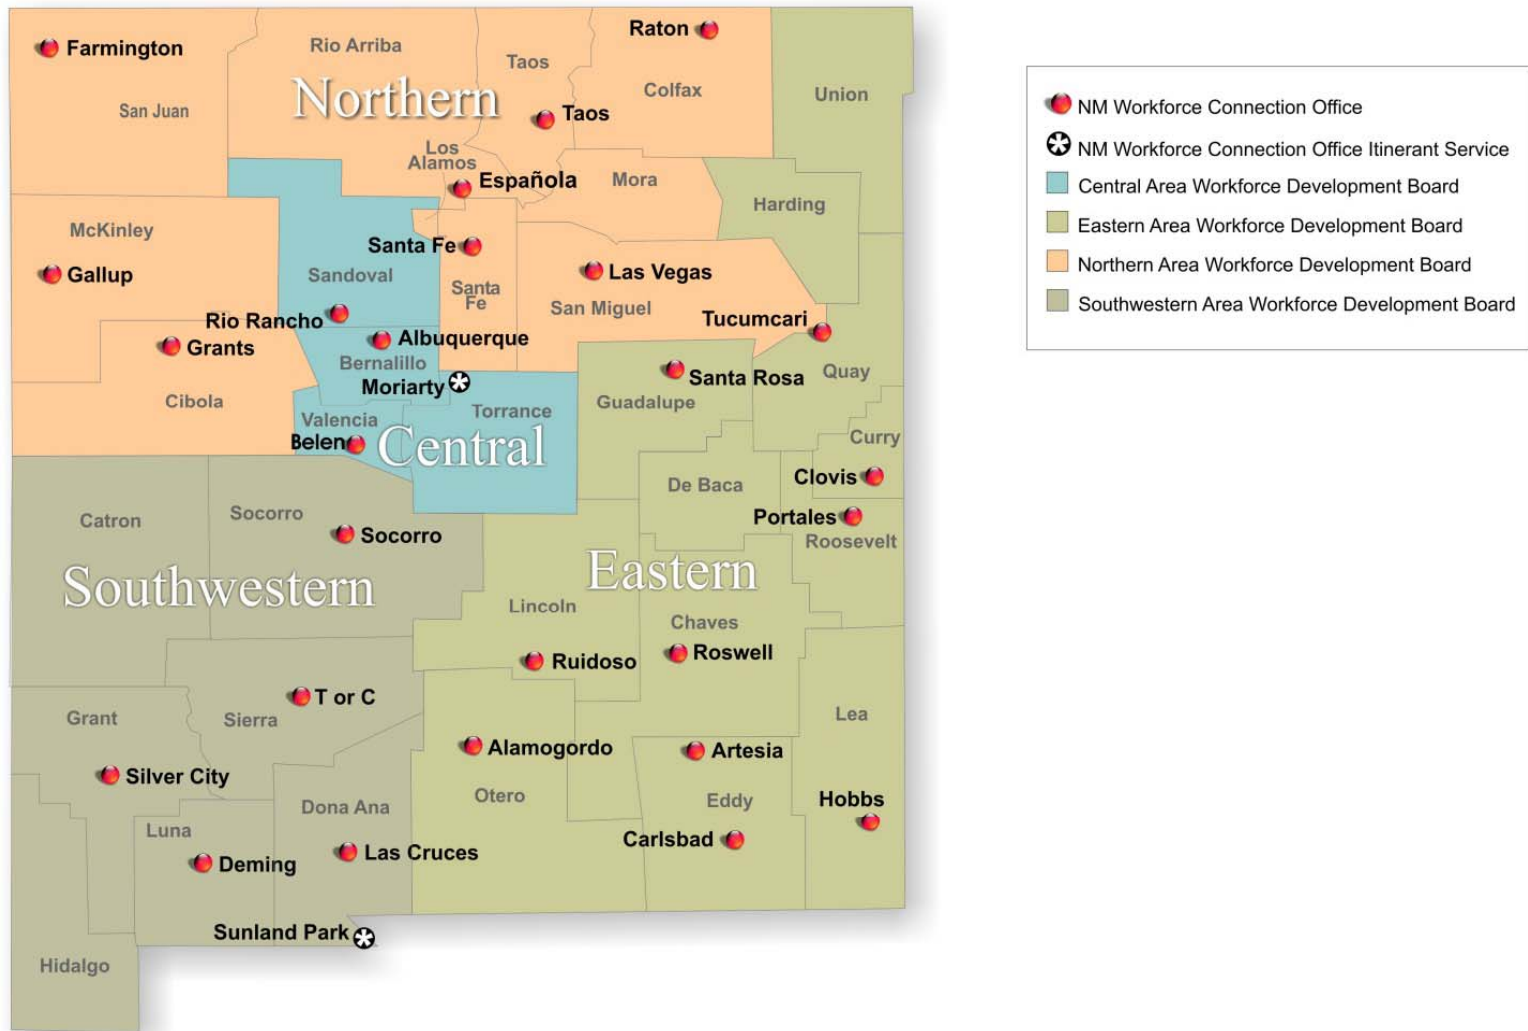 Raton
Farmington
Rio Arriba
Taos
Colfax
Union
Northern
San Juan
Taos
Los
Alamos
Española
Mora
Harding
McKinley
Santa Fe
Gallup
Sandoval
Las Vegas
Santa
Fe
San Miguel
Rio Rancho
Tucumcari
Grants
Albuquerque
Bernalillo
Quay
Santa Rosa
Moriarty
Cibola
Guadalupe
Valencia
Torrance
Belen
Central
Curry
Clovis
De Baca
Catron
Socorro
Portales
Socorro
Roosevelt
Southwestern
Eastern
Lincoln
Chaves
Ruidoso
Roswell
T or C
Grant
Sierra
Lea
Alamogordo
Artesia
Silver City
Otero
Eddy
Hobbs
Dona Ana
Luna
Carlsbad
Las Cruces
Deming
Sunland Park
Hidalgo
NM Workforce Connection Office
NM Workforce Connection Office Itinerant Service
Central Area Workforce Development Board
Eastern Area Workforce Development Board
Northern Area Workforce Development Board
Southwestern Area Workforce Development Board